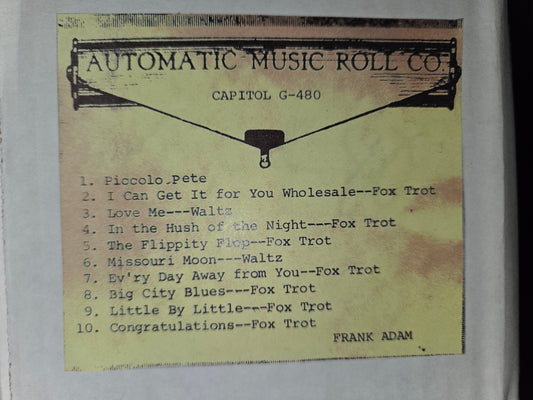 AUTOMATIC MUSIC ROLL CO.
CAPITOL G-480
1. Piccolo Pete
2. I Can Get It for You Wholesale--Fox Trot
3. Love Me---Waltz
4. In the Hush of the Night---Fox Trot
5. The Flippity Flop--Fox Trot
6. Missouri Moon---Waltz
7. Ev'ry Day Away from You--Fox Trot
8. Big City Blues---Fox Trot
9. Little By Little---Fox Trot
10. Congratulations--Fox Trot
FRANK ADAM